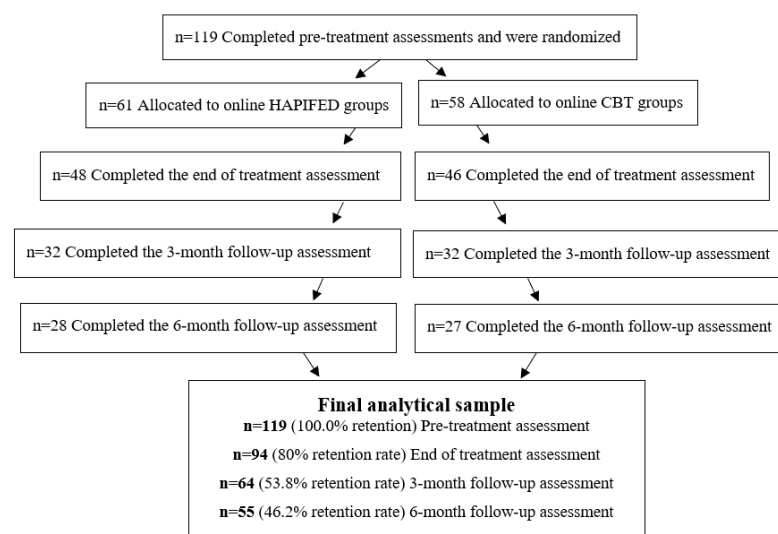 n=119 Completed pre-treatment assessments and were randomized
n=61 Allocated to online HAPIFED groups
n=58 Allocated to online CBT groups
n=48 Completed the end of treatment assessment
n=46 Completed the end of treatment assessment
n=32 Completed the 3-month follow-up assessment
n=32 Completed the 3-month follow-up assessment
n=28 Completed the 6-month follow-up assessment
n=27 Completed the 6-month follow-up assessment
Final analytical sample
n=119 (100.0% retention) Pre-treatment assessment
n=94 (80% retention rate) End of treatment assessment
n=64 (53.8% retention rate) 3-month follow-up assessment
n=55 (46.2% retention rate) 6-month follow-up assessment